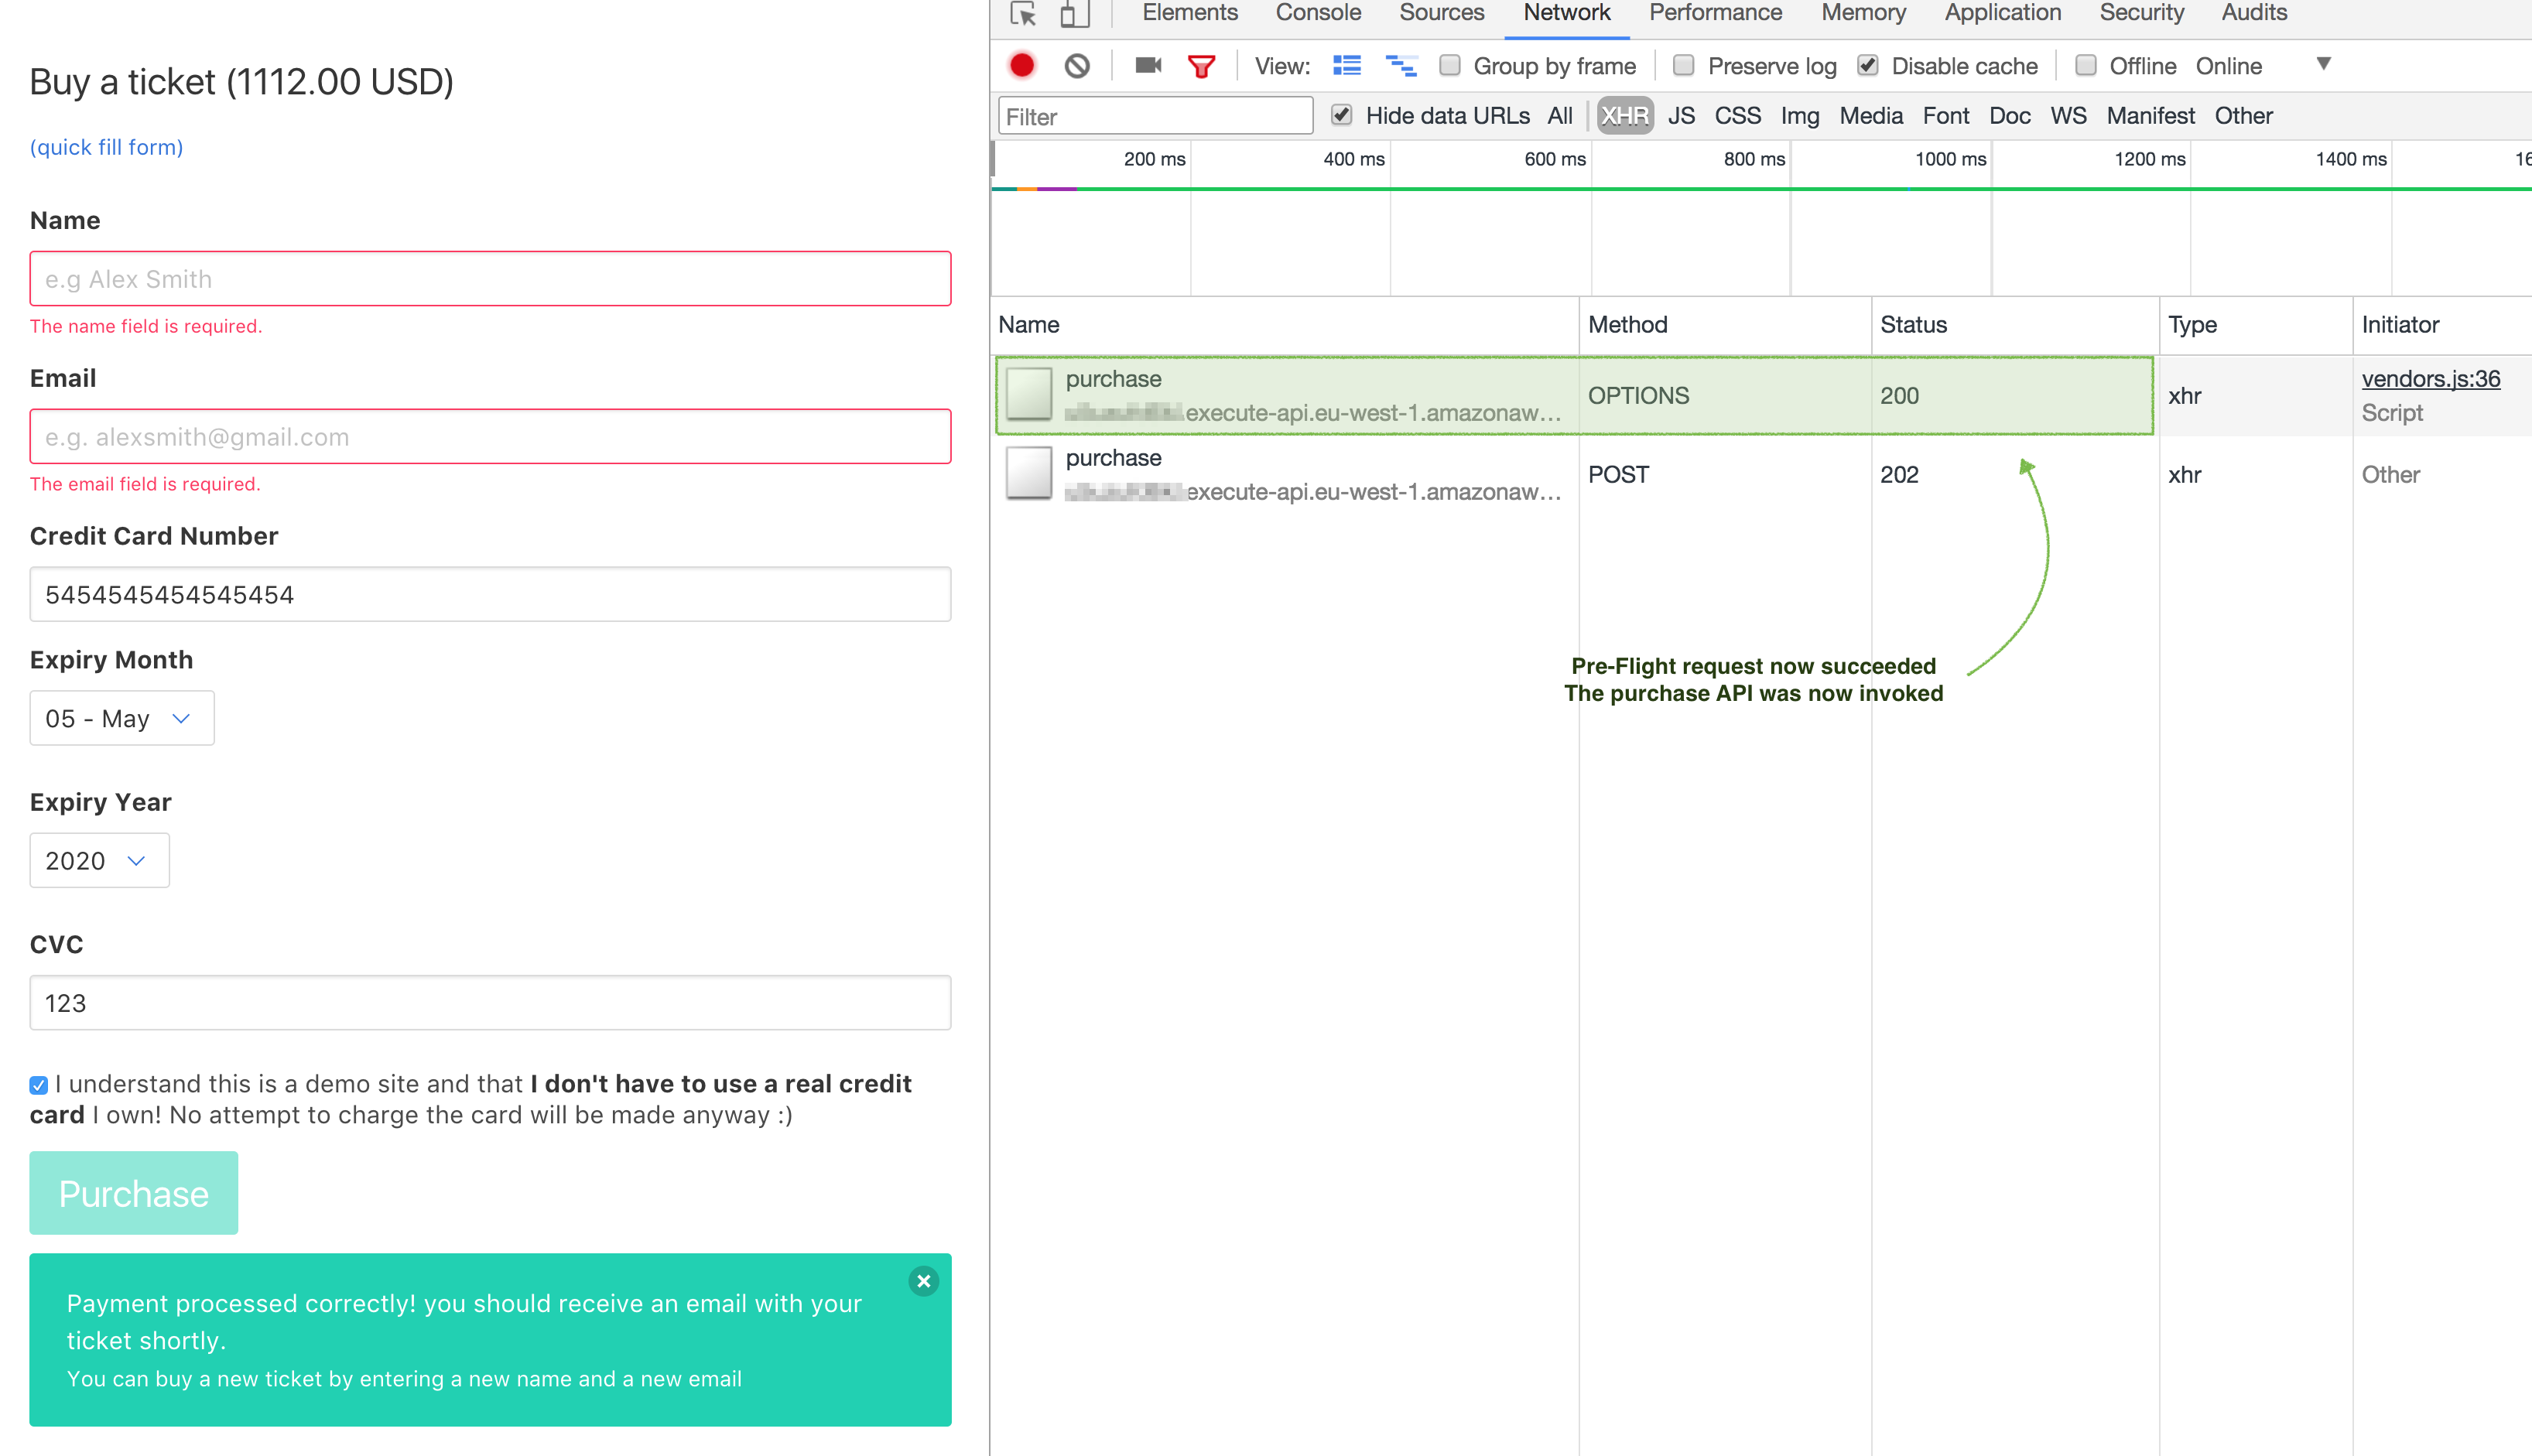 Buy a ticket (1112.00 USD)
(quick fill form)
Name
e.g Alex Smith
The name field is required.
Email
e.g. alexsmith@gmail.com
The email field is required.
Credit Card Number
5454545454545454
Expiry Month
05 - May
Expiry Year
2020
CVC
123
I understand this is a demo site and that I don't have to use a real credit
card I own! No attempt to charge the card will be made anyway :)
Purchase
Payment processed correctly! you should receive an email with your
ticket shortly.
You can buy a new ticket by entering a new name and a new email
Elements Console Sources Network Performance Memory Application Security Audits
View: Group by frame Preserve log Disable cache Offline Online
Filter Hide data URLs All XHR JS CSS Img Media Font Doc WS Manifest Other
200 ms 400 ms 600 ms 800 ms 1000 ms 1200 ms 1400 ms 16
Name Method Status Type Initiator
purchase OPTIONS 200 xhr vendors.js:36
execute-api.eu-west-1.amazonaw… Script
purchase POST 202 xhr Other
execute-api.eu-west-1.amazonaw…
Pre-Flight request now succeeded
The purchase API was now invoked